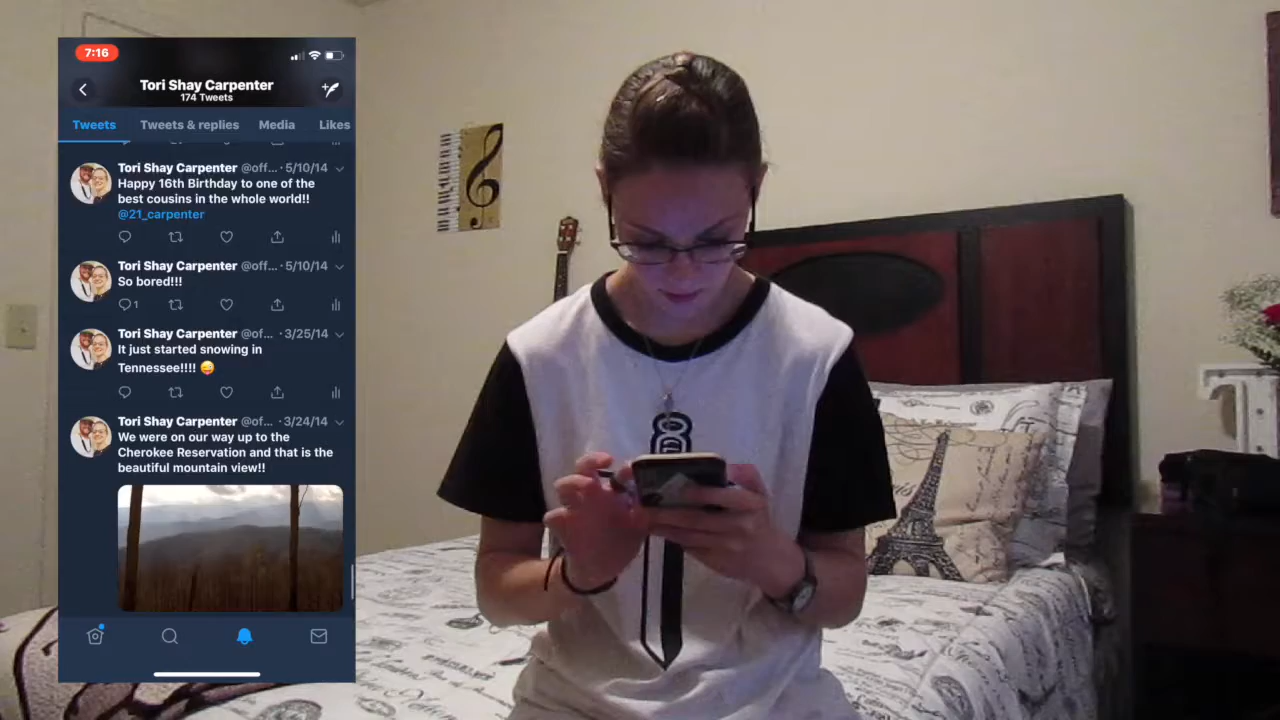 7:16
Tori Shay Carpenter
174 Tweets
Tweets Tweets & replies Media Likes
Tori Shay Carpenter @off... · 5/10/14
Happy 16th Birthday to one of the
best cousins in the whole world!!
@21_carpenter
Tori Shay Carpenter @off... · 5/10/14
So bored!!!
1
Tori Shay Carpenter @of... · 3/25/14
It just started snowing in
Tennessee!!!! 😜
Tori Shay Carpenter @of... · 3/24/14
We were on our way up to the
Cherokee Reservation and that is the
beautiful mountain view!!
T